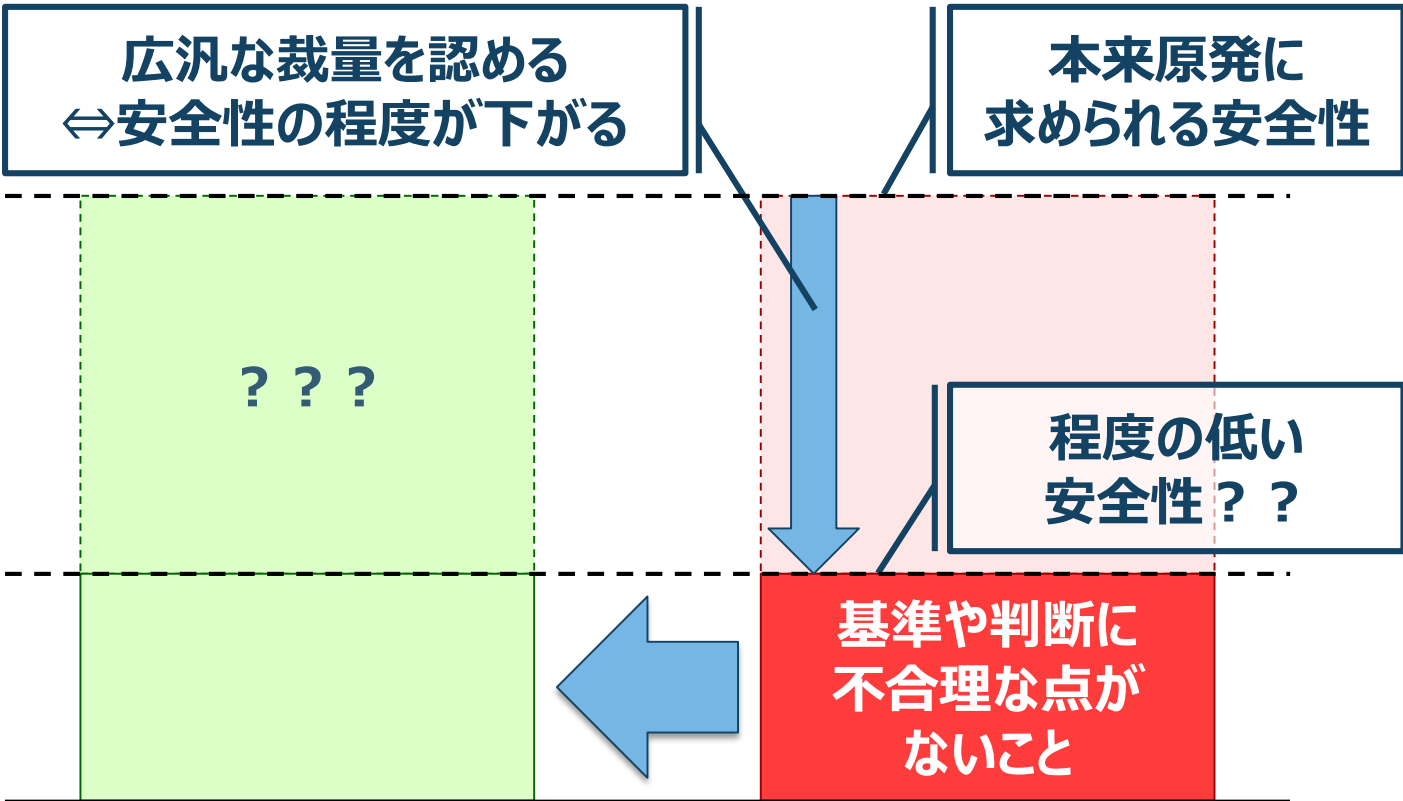 広汎な裁量を認める
⇔安全性の程度が下がる
本来原発に
求められる安全性
？？？
程度の低い
安全性？？
基準や判断に
不合理な点が
ないこと